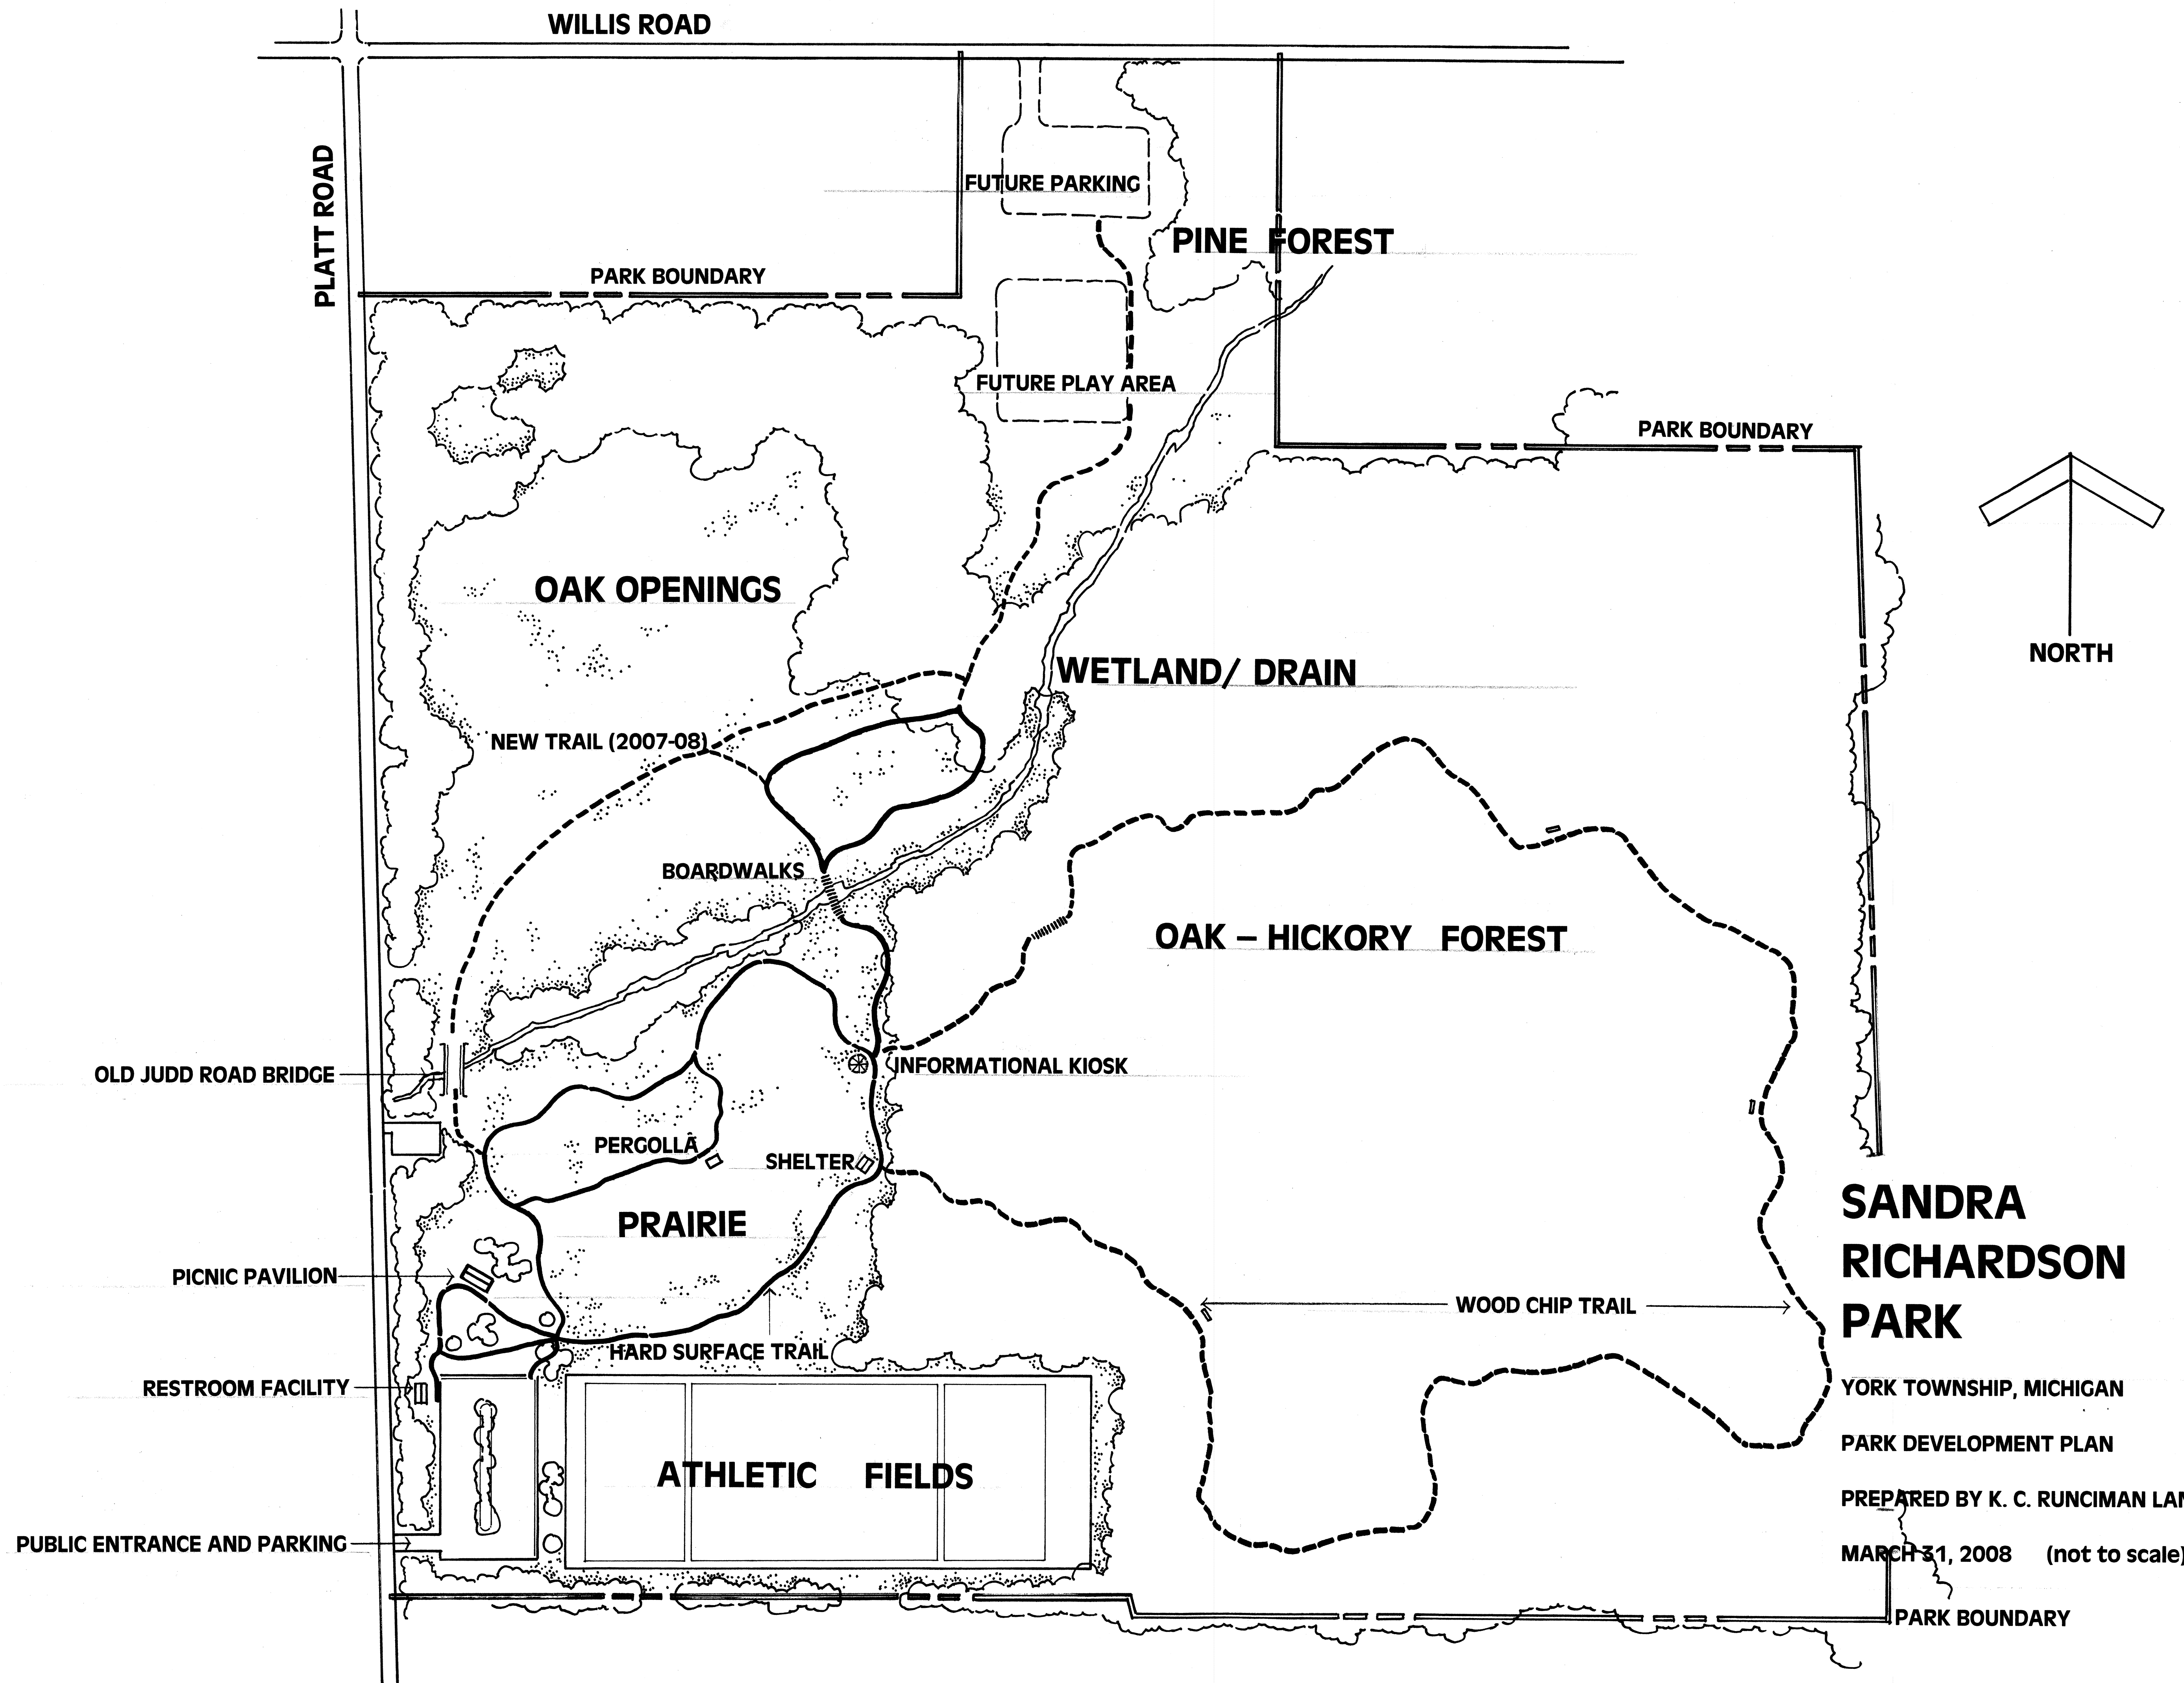 WILLIS ROAD
PLATT ROAD
FUTURE PARKING
PINE FOREST
PARK BOUNDARY
FUTURE PLAY AREA
PARK BOUNDARY
OAK OPENINGS
NORTH
WETLAND/ DRAIN
NEW TRAIL (2007-08)
BOARDWALKS
OAK – HICKORY FOREST
OLD JUDD ROAD BRIDGE
INFORMATIONAL KIOSK
PERGOLLA
SHELTER
SANDRA
RICHARDSON
PARK
PRAIRIE
PICNIC PAVILION
WOOD CHIP TRAIL
HARD SURFACE TRAIL
RESTROOM FACILITY
YORK TOWNSHIP, MICHIGAN
PARK DEVELOPMENT PLAN
ATHLETIC FIELDS
PREPARED BY K. C. RUNCIMAN
PUBLIC ENTRANCE AND PARKING
MARCH 31, 2008 (not to scale)
PARK BOUNDARY